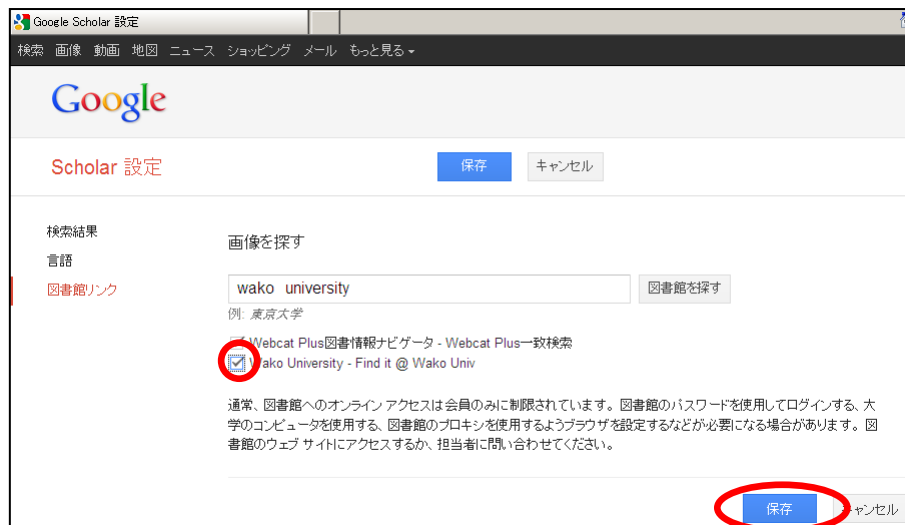 Google Scholar 設定
検索 画像 動画 地図 ニュース ショッピング メール もっと見る
Google
Scholar 設定
保存 キャンセル
検索結果
言語
図書館リンク
画像を探す
wako university
図書館を探す
例: 東京大学
Webcat Plus図書情報ナビゲータ - Webcat Plus一致検索
Wako University - Find it @ Wako Univ
通常、図書館へのオンライン アクセスは会員のみに制限されています。図書館のパスワードを使用してログインする、大
学のコンピュータを使用する、図書館のプロキシを使用するようブラウザを設定するなどが必要になる場合があります。図
書館のウェブ サイトにアクセスするか、担当者に問い合わせてください。
保存 キャンセル